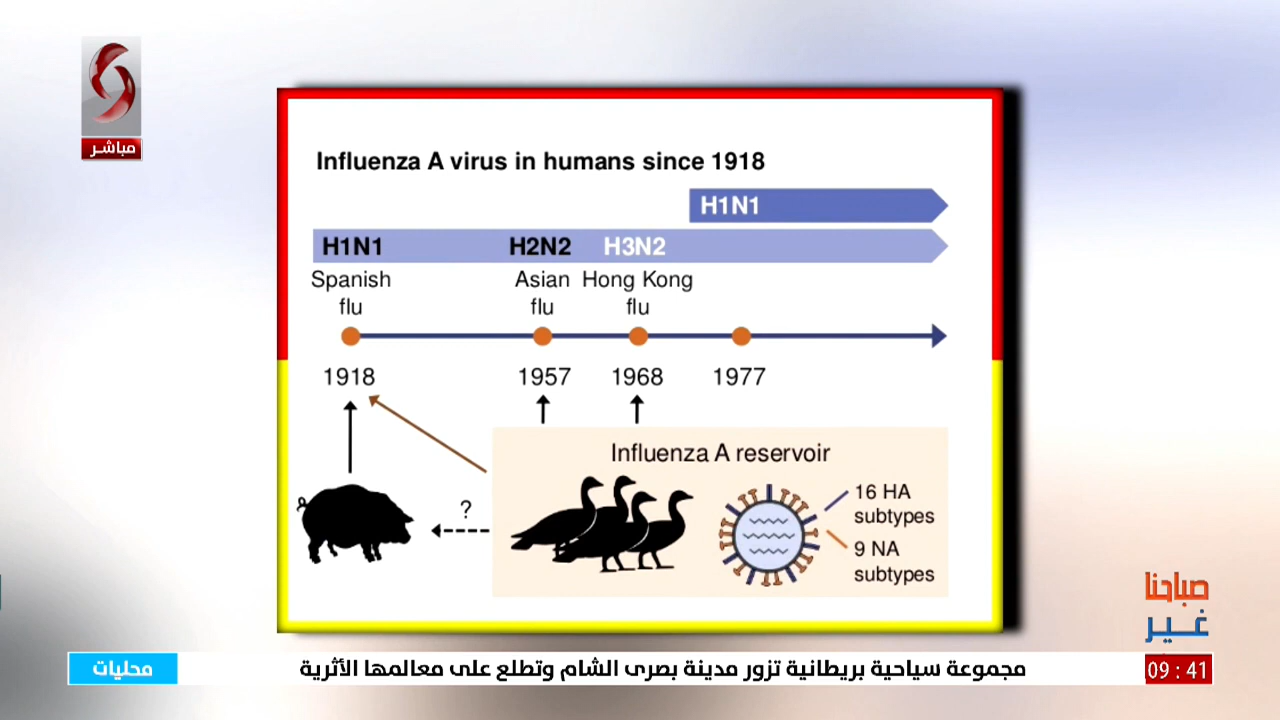 مباشر
Influenza A virus in humans since 1918
H1N1
H1N1 H2N2 H3N2
Spanish flu
Asian flu
Hong Kong flu
1918 1957 1968 1977
Influenza A reservoir
?
16 HA
subtypes
9 NA
subtypes
صباحنا
غير
محليات
مجموعة سياحية بريطانية تزور مدينة بصرى الشام وتطلع على معالمها الأثرية
09 : 41